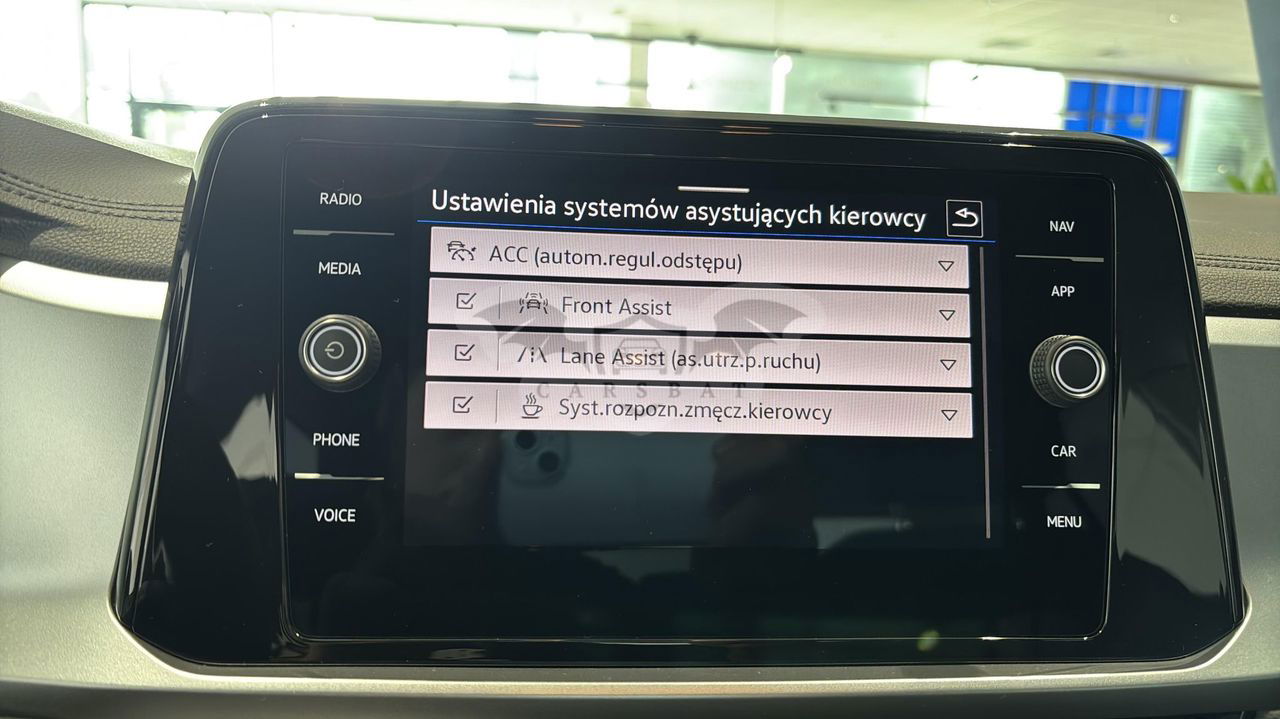 RADIO
MEDIA
PHONE
VOICE
Ustawienia systemów asystujących kierowcy
ACC (autom.regul.odstępu)
Front Assist
Lane Assist (as.utrz.p.ruchu)
CARSBAT
Syst.rozpozn.zmęcz.kierowcy
NAV
APP
CAR
MENU